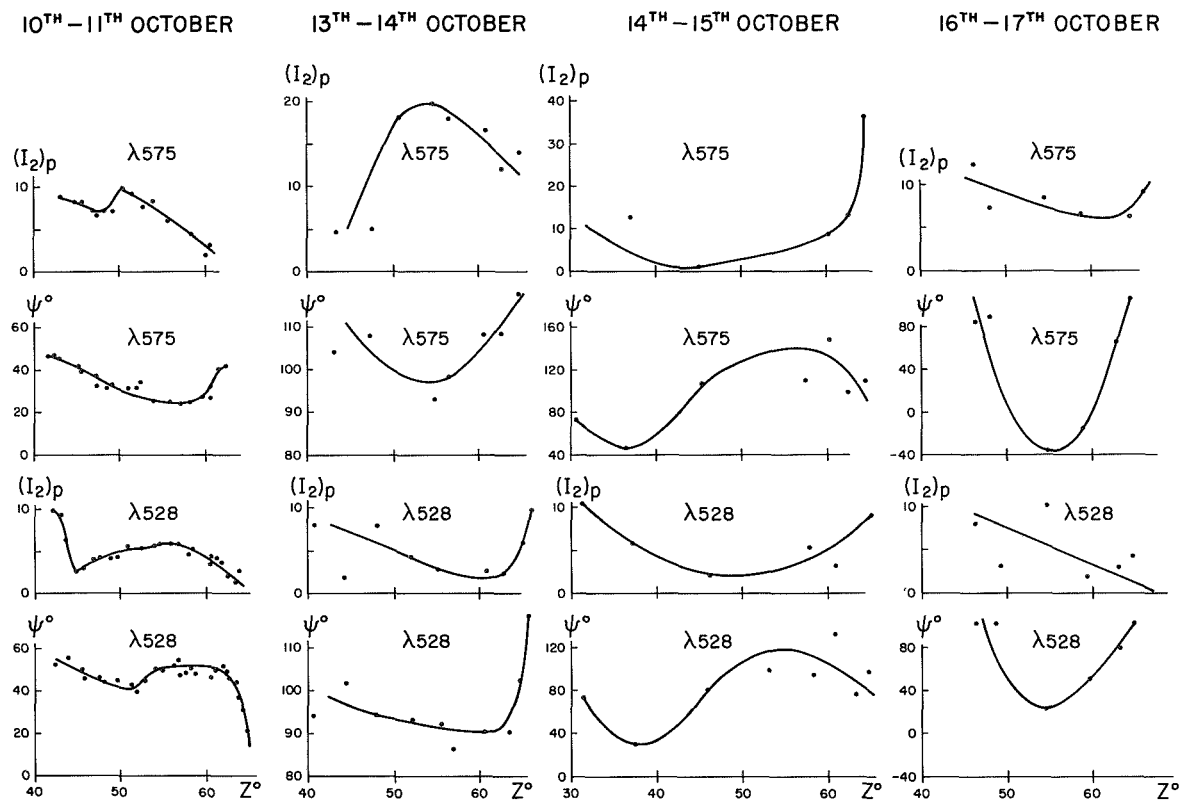 10TH–11TH OCTOBER 13TH–14TH OCTOBER 14TH–15TH OCTOBER 16TH–17TH OCTOBER
(I2)p (I2)p (I2)p (I2)p
λ575 λ575 λ575 λ575
10 20 40 10
5 10 30 0
0 0 20
10
0
ψ° ψ° ψ° ψ°
λ575 λ575 λ575 λ575
60 110 160 80
40 100 120 40
20 90 80 0
0 80 40 -40
(I2)p (I2)p (I2)p (I2)p
λ528 λ528 λ528 λ528
10 10 10 10
0 0 0 0
ψ° ψ° ψ° ψ°
λ528 λ528 λ528 λ528
60 110 120 80
40 100 80 40
20 90 40 0
0 80 0 -40
40 50 60 Z° 40 50 60 Z° 30 40 50 60 Z° 40 50 60 Z°